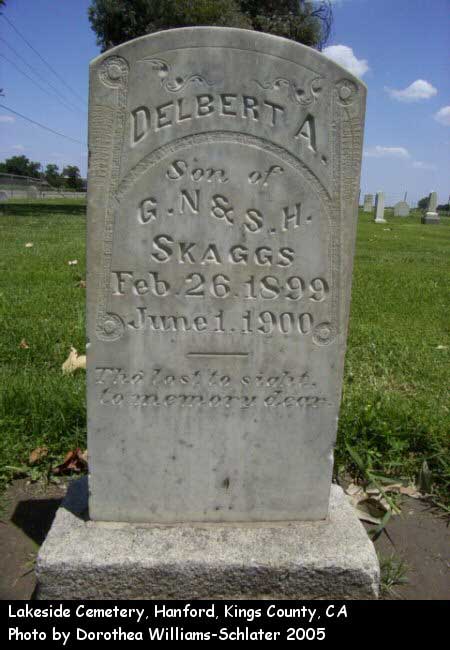 DELBERT A.
Son of
G. N & S. H.
SKAGGS
Feb. 26. 1899
June 1. 1900
Tho lost to sight,
to memory dear.
Lakeside Cemetery, Hanford, Kings County, CA
Photo by Dorothea Williams-Schlater 2005